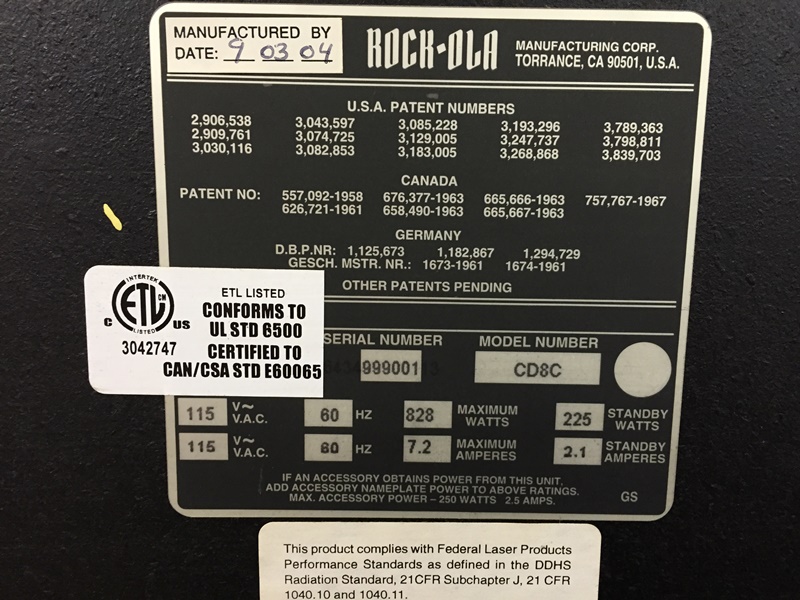 MANUFACTURED BY
DATE: 9 03 04
ROCK-OLA
MANUFACTURING CORP.
TORRANCE, CA 90501, U.S.A.
U.S.A. PATENT NUMBERS
2,906,538 3,043,597 3,085,228 3,193,296 3,789,363
2,909,761 3,074,725 3,129,005 3,247,737 3,798,811
3,030,116 3,082,853 3,183,005 3,268,868 3,839,703
CANADA
PATENT NO: 557,092-1958 676,377-1963 665,666-1963 757,767-1967
626,721-1961 658,490-1963 665,667-1963
GERMANY
D.B.P.NR: 1,125,673 1,182,867 1,294,729
GESCH. MSTR. NR.: 1673-1961 1674-1961
OTHER PATENTS PENDING
INTERTEK
ETL CM
LISTED
C US
3042747
ETL LISTED
CONFORMS TO
UL STD 6500
CERTIFIED TO
CAN/CSA STD E60065
SERIAL NUMBER MODEL NUMBER
999001 CD8C
115 V~ V.A.C. 60 HZ 828 MAXIMUM WATTS 225 STANDBY WATTS
115 V~ V.A.C. 60 HZ 7.2 MAXIMUM AMPERES 2.1 STANDBY AMPERES
IF AN ACCESSORY OBTAINS POWER FROM THIS UNIT.
ADD ACCESSORY NAMEPLATE POWER TO ABOVE RATINGS.
MAX. ACCESSORY POWER – 250 WATTS 2.5 AMPS.
GS
This product complies with Federal Laser Products
Performance Standards as defined in the DDHS
Radiation Standard, 21CFR Subchapter J, 21 CFR
1040.10 and 1040.11.